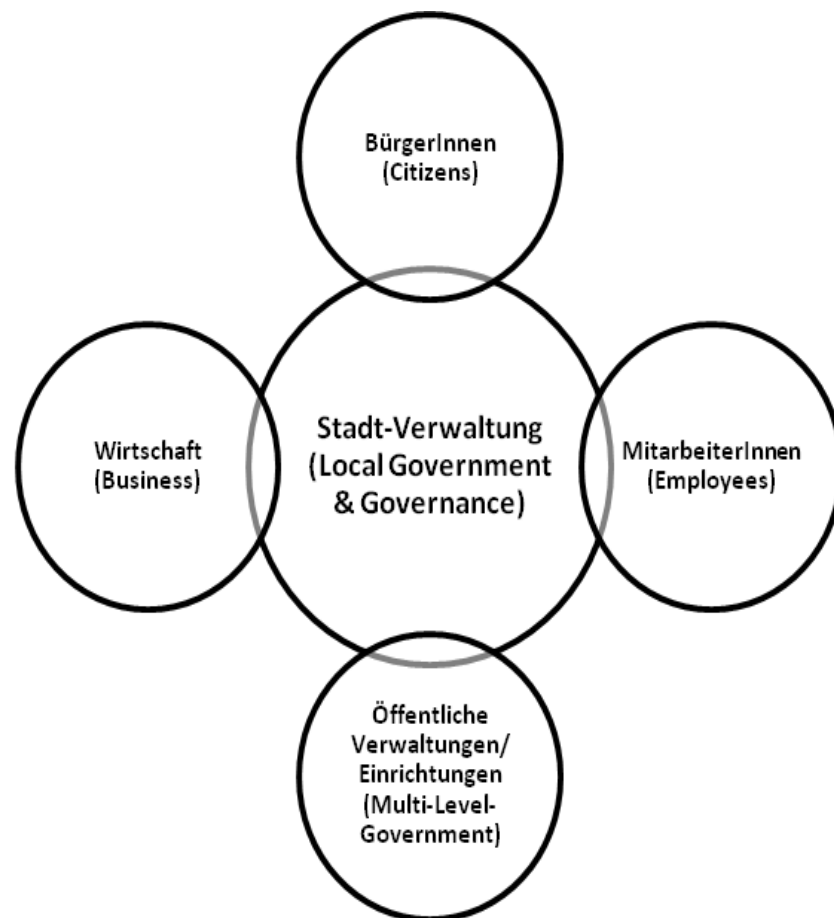 BürgerInnen
(Citizens)
Wirtschaft
(Business)
Stadt-Verwaltung
(Local Government
& Governance)
MitarbeiterInnen
(Employees)
Öffentliche
Verwaltungen/
Einrichtungen
(Multi-Level-
Government)